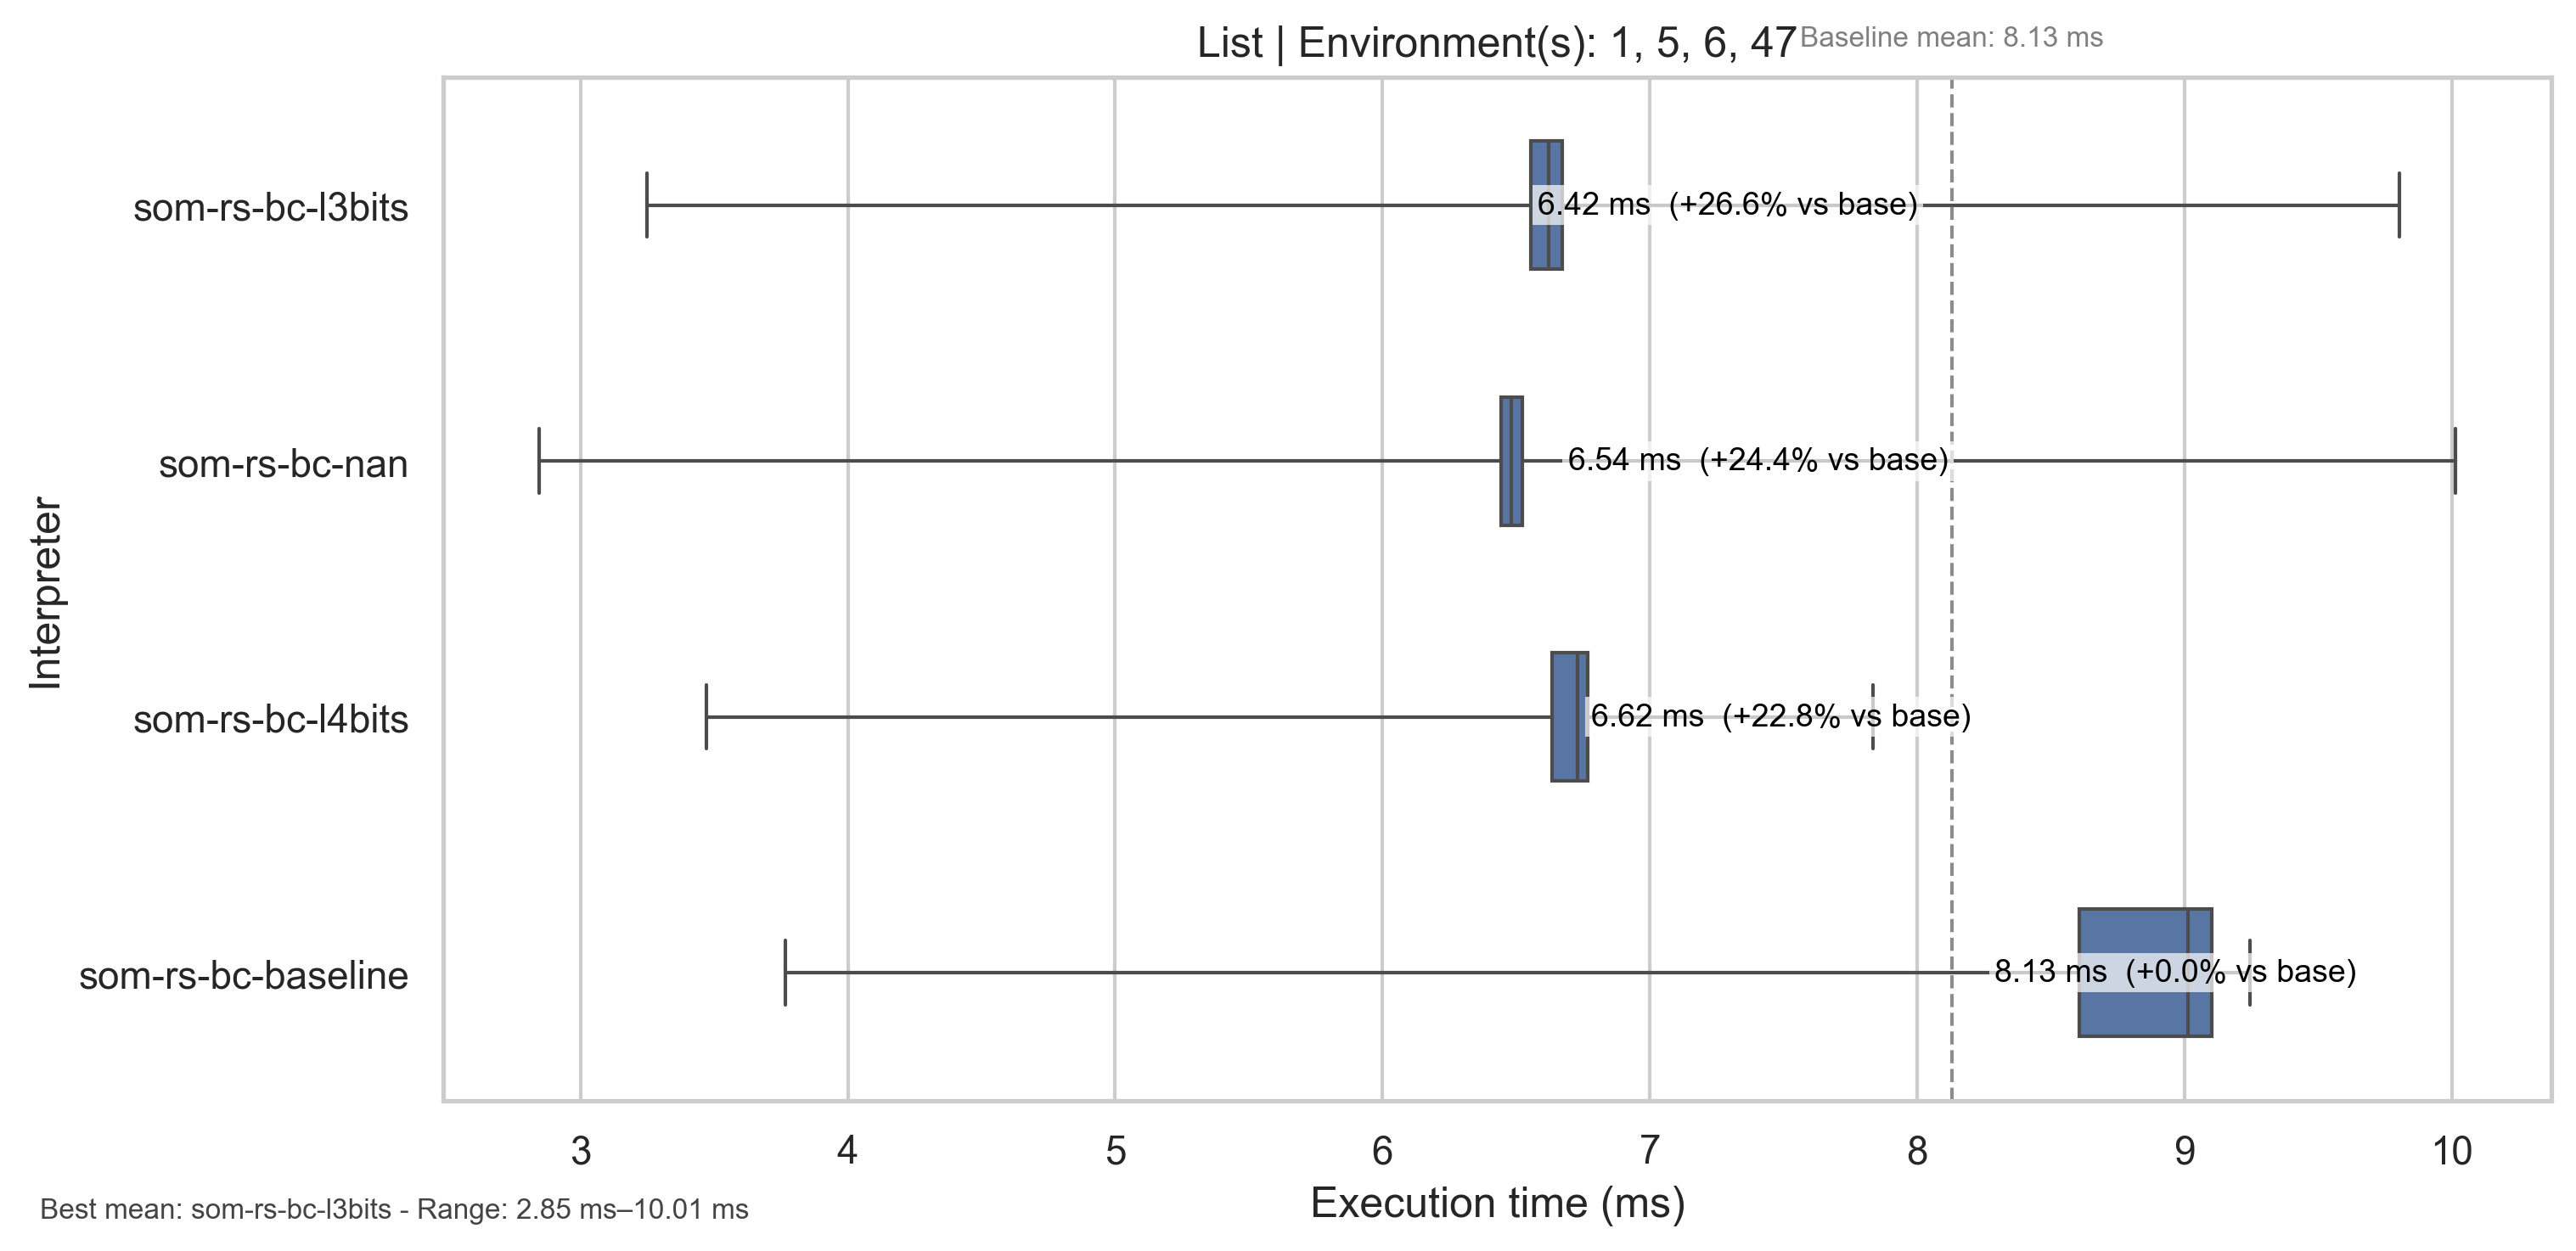 List | Environment(s): 1, 5, 6, 47
Baseline mean: 8.13 ms
Interpreter
som-rs-bc-l3bits
6.42 ms (+26.6% vs base)
som-rs-bc-nan
6.54 ms (+24.4% vs base)
som-rs-bc-l4bits
6.62 ms (+22.8% vs base)
som-rs-bc-baseline
8.13 ms (+0.0% vs base)
3 4 5 6 7 8 9 10
Execution time (ms)
Best mean: som-rs-bc-l3bits - Range: 2.85 ms–10.01 ms